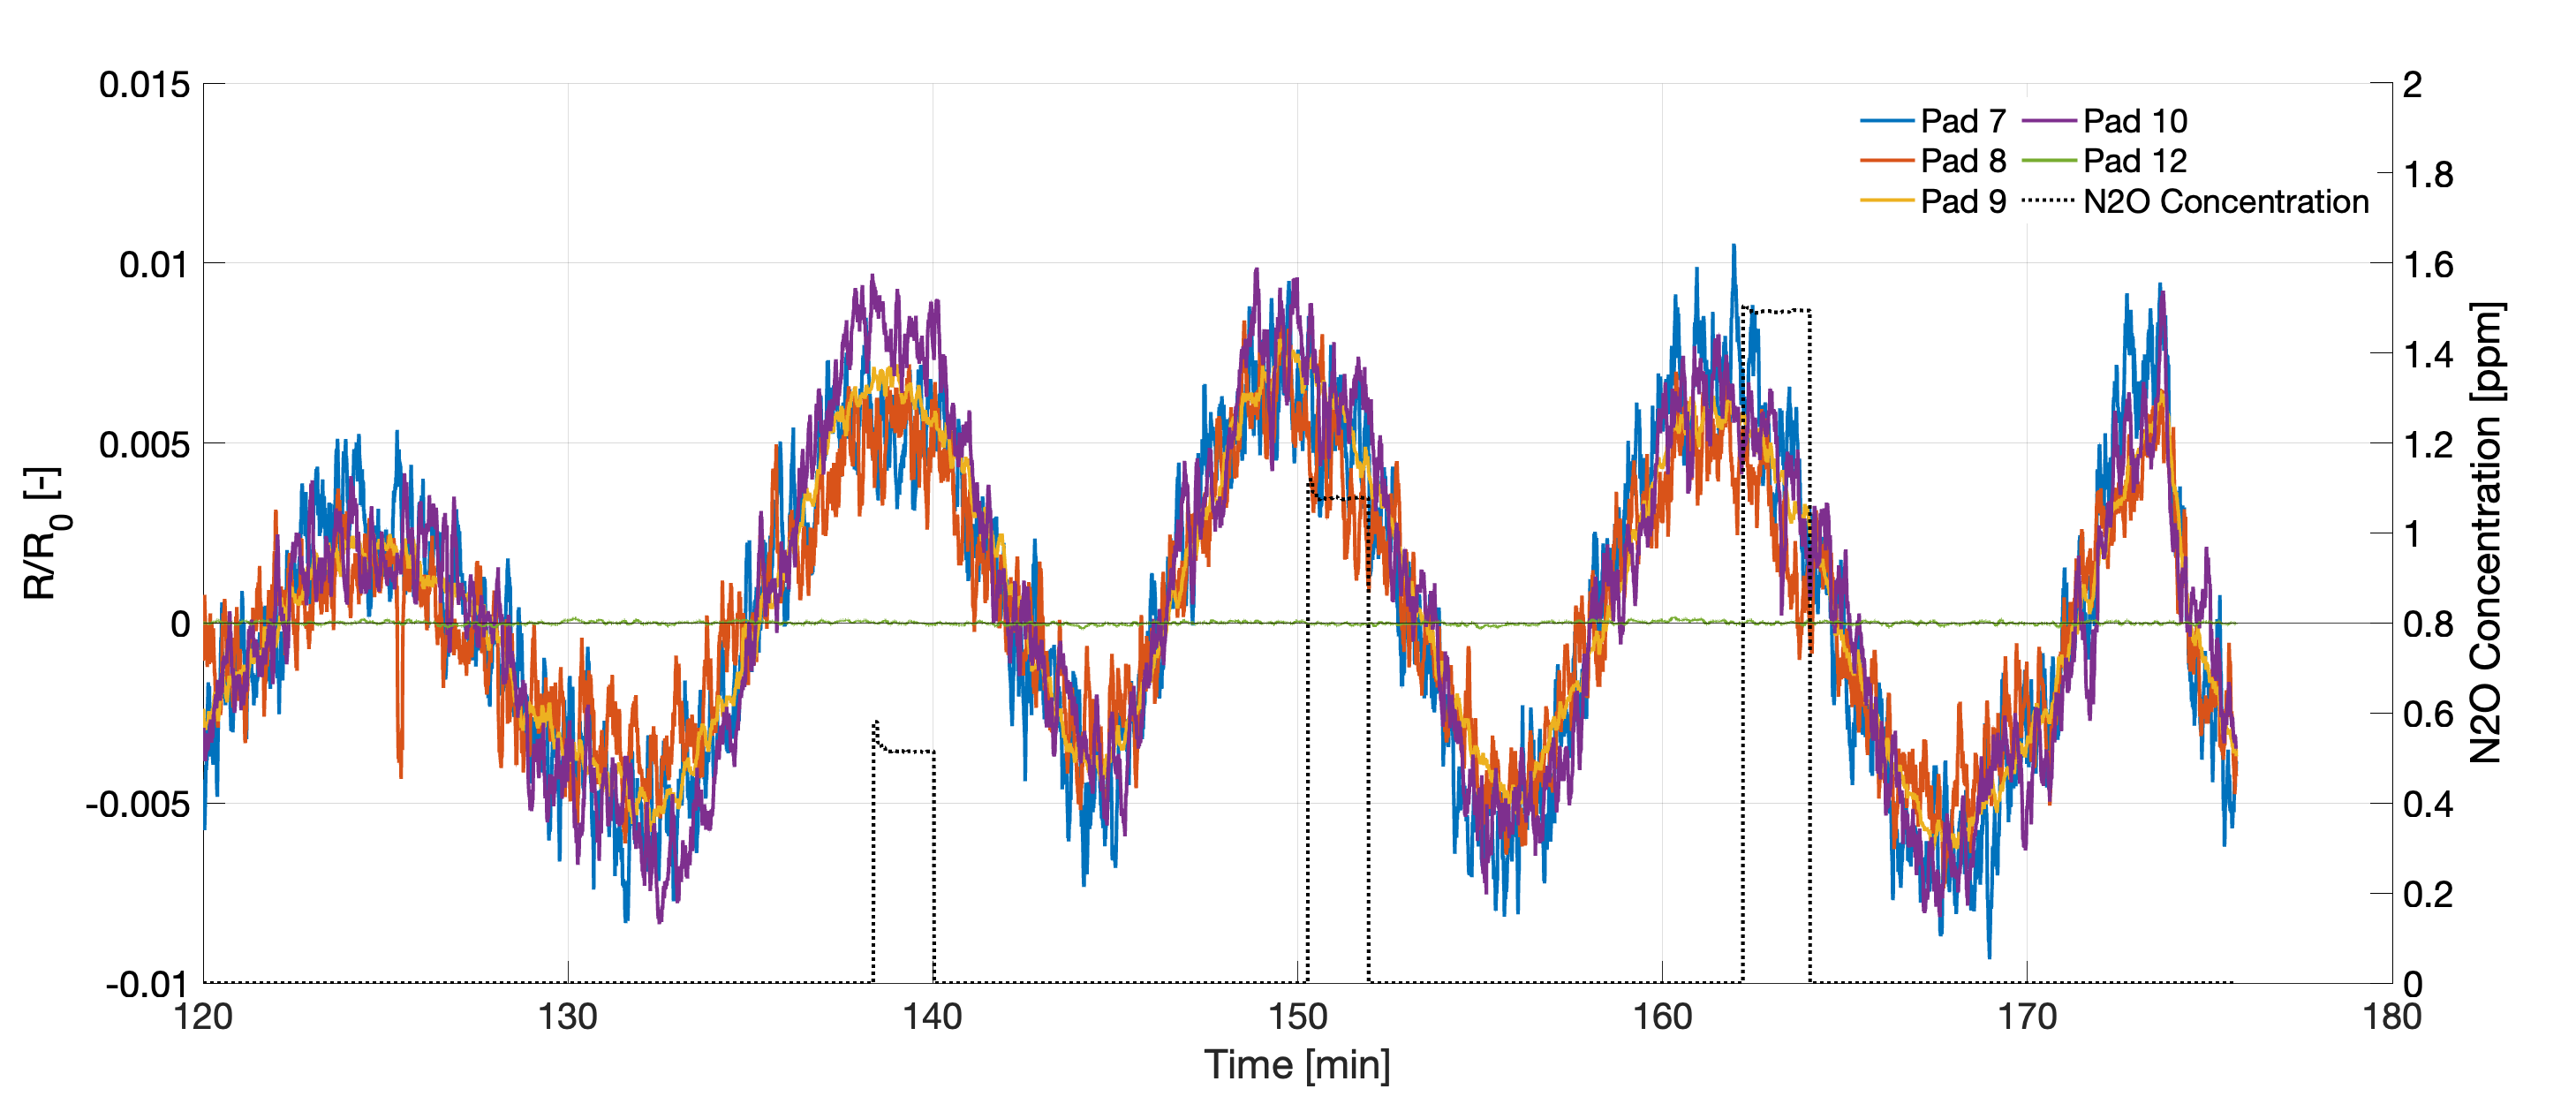 0.015
0.01
0.005
0
-0.005
-0.01
R/R0 [-]
2
1.8
1.6
1.4
1.2
1
0.8
0.6
0.4
0.2
0
N2O Concentration [ppm]
Pad 7
Pad 8
Pad 9
Pad 10
Pad 12
N2O Concentration
120 130 140 150 160 170 180
Time [min]